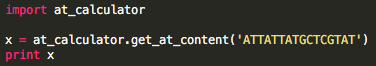 import at_calculator
x = at_calculator.get_at_content('ATTATTATGCTCGTAT')
print x